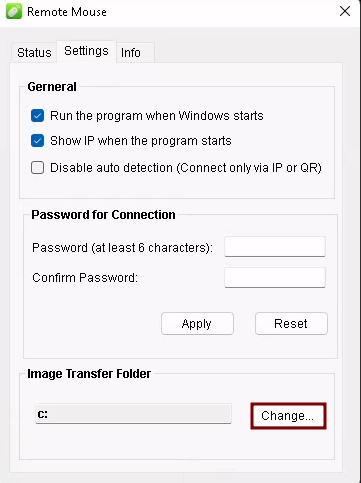 Remote Mouse
Status Settings Info
Gerneral
Run the program when Windows starts
Show IP when the program starts
Disable auto detection (Connect only via IP or QR)
Password for Connection
Password (at least 6 characters):
Confirm Password:
Apply Reset
Image Transfer Folder
c: Change...